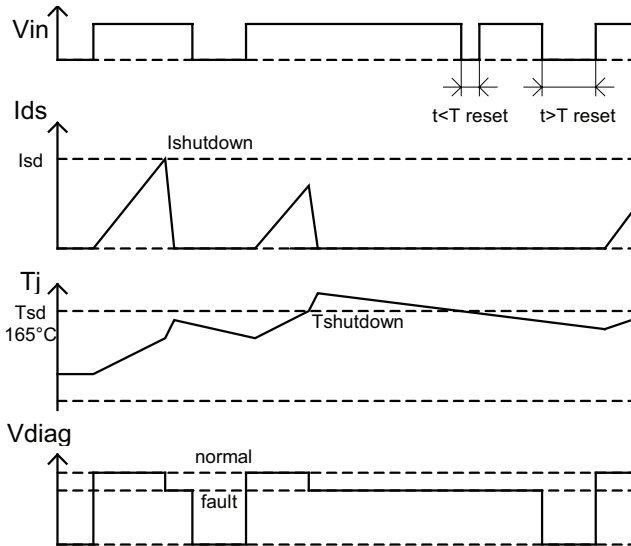 Vin
t<T reset
t>T reset
Ids
Ishutdown
Isd
Tj
Tsd
165°C
Tshutdown
Vdiag
normal
fault